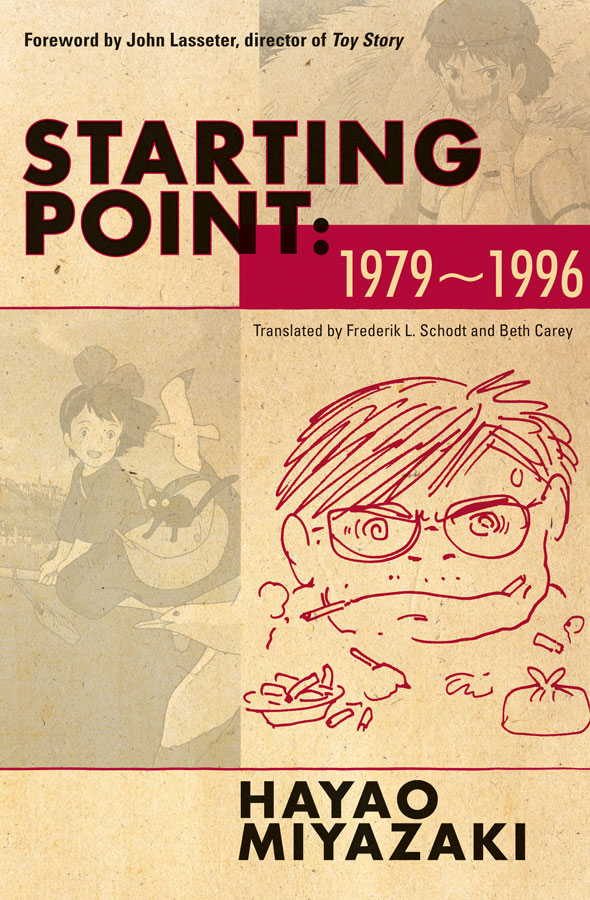 Foreword by John Lasseter, director of Toy Story
STARTING
POINT:
1979~1996
Translated by Frederik L. Schodt and Beth Carey
HAYAO
MIYAZAKI